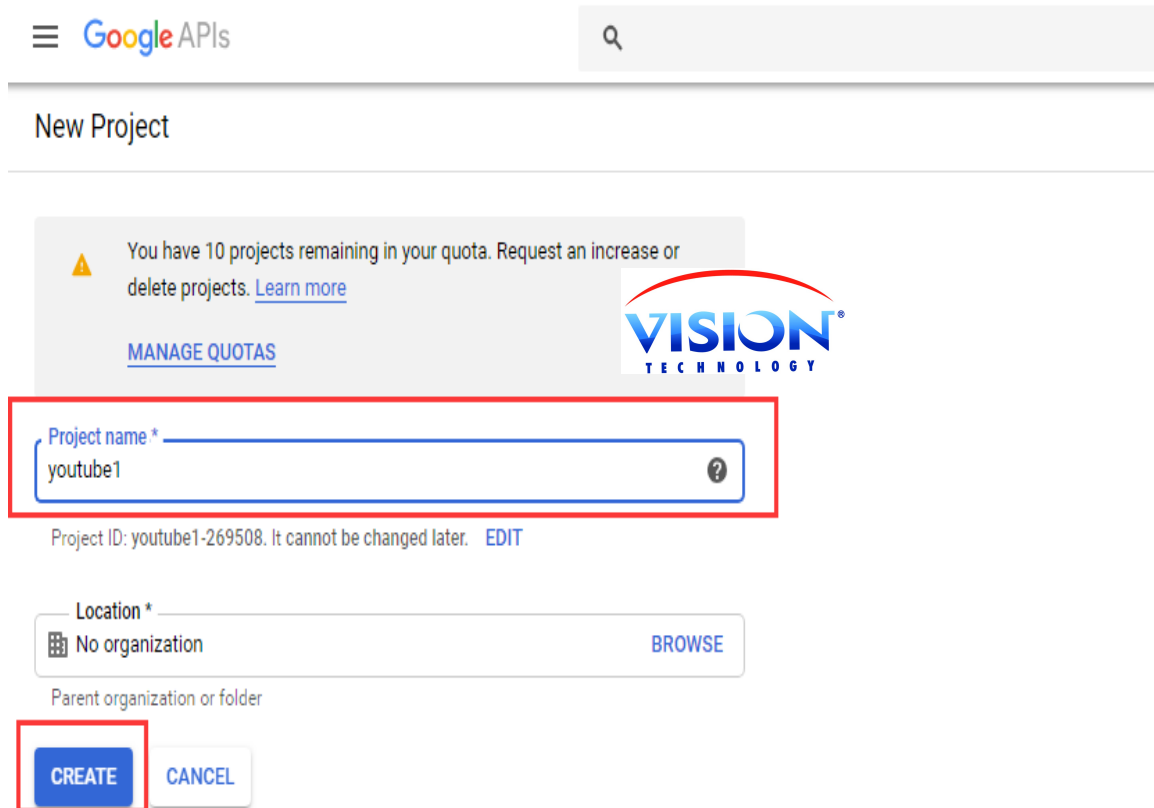 Google APIs
New Project
You have 10 projects remaining in your quota. Request an increase or
delete projects. Learn more
MANAGE QUOTAS
VISION®
TECHNOLOGY
Project name *
youtube1
Project ID: youtube1-269508. It cannot be changed later. EDIT
Location *
No organization BROWSE
Parent organization or folder
CREATE CANCEL